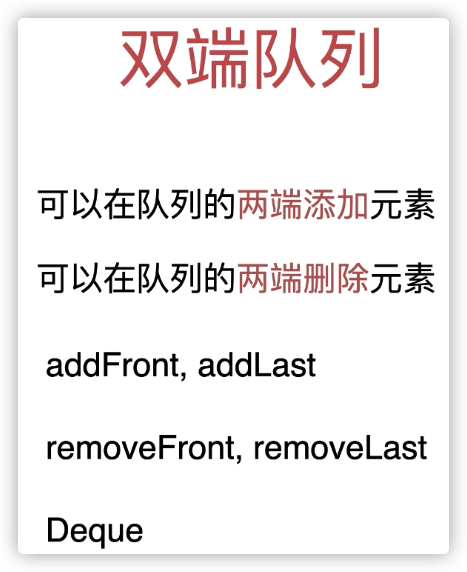 双端队列
可以在队列的两端添加元素
可以在队列的两端删除元素
addFront, addLast
removeFront, removeLast
Deque